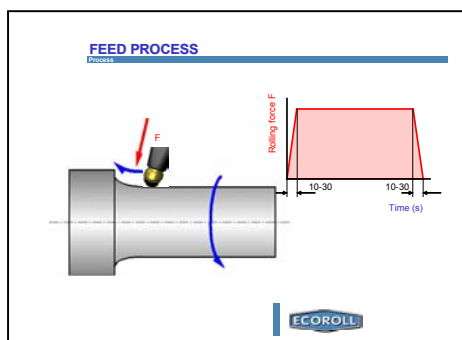 FEED PROCESS
Process
F
Rolling force F
10-30 10-30
Time (s)
ECOROLL